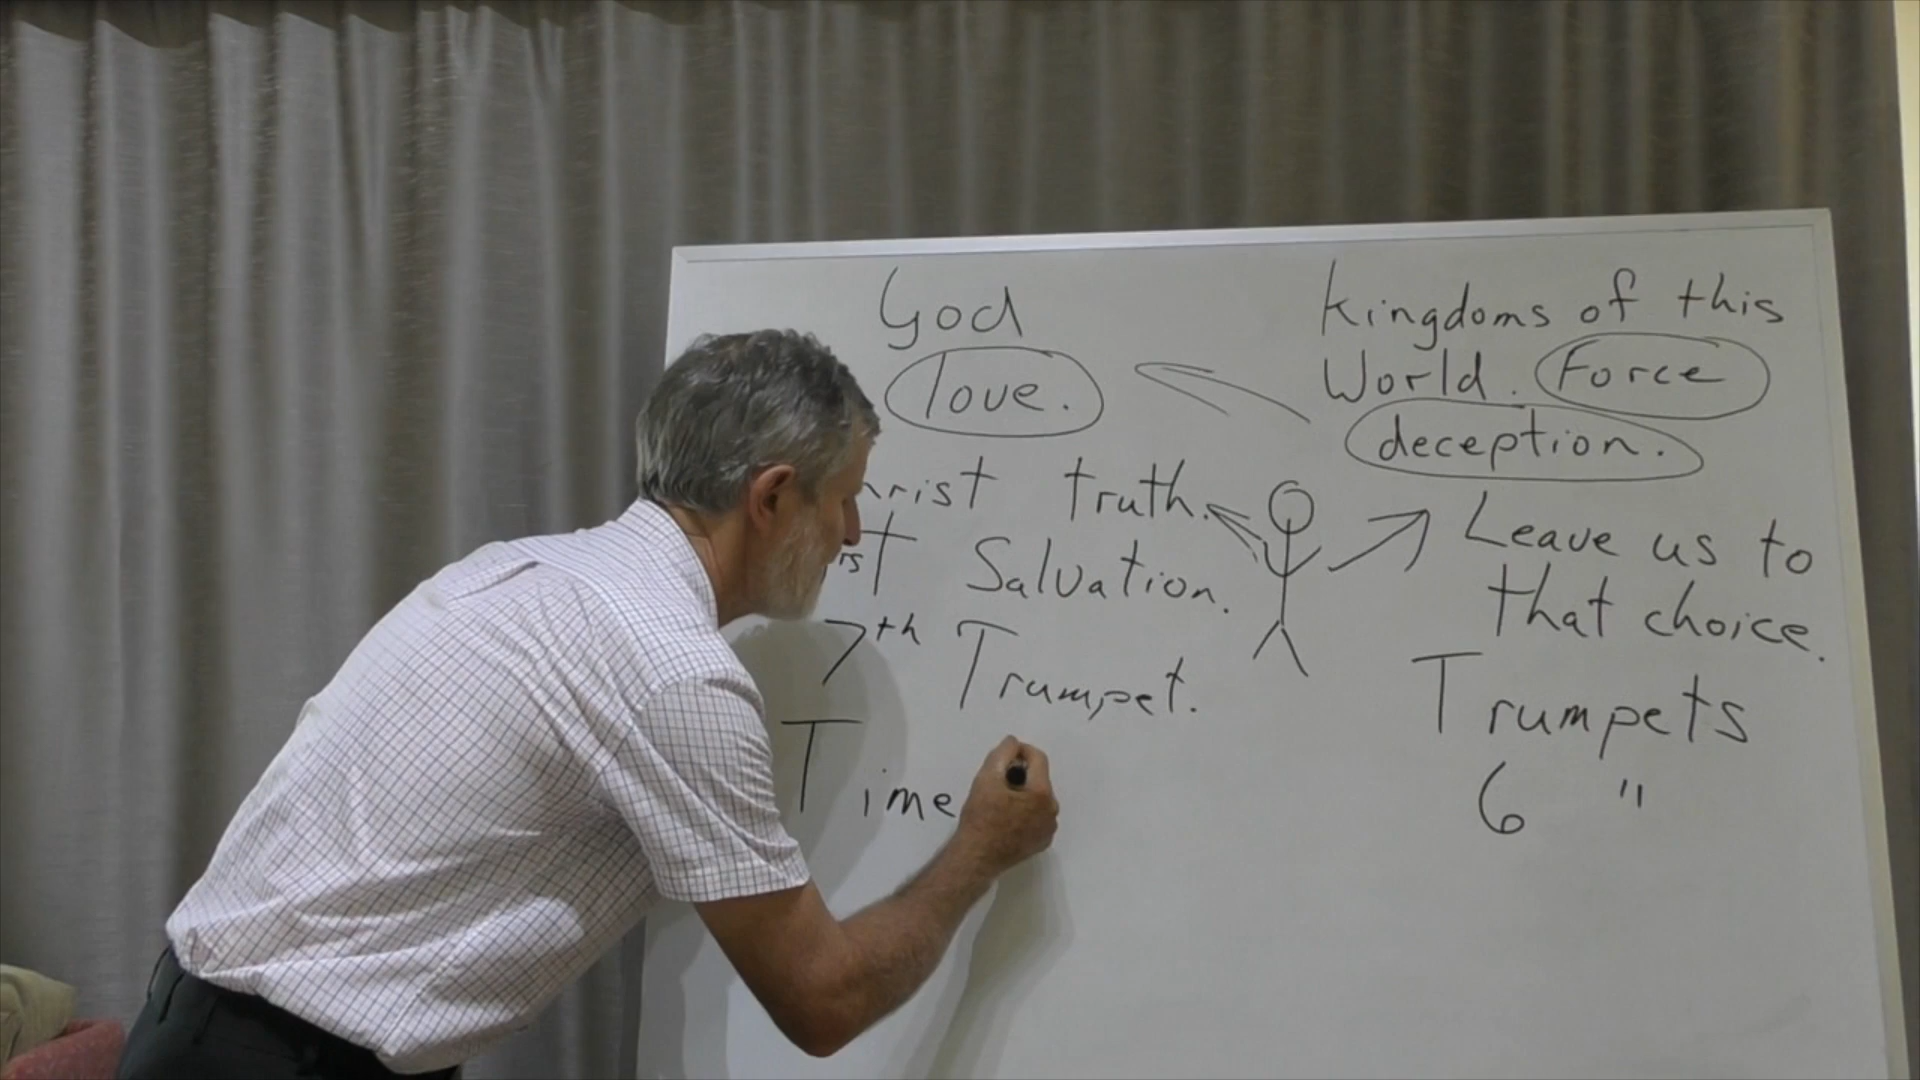 God
love.
truth.
Salvation.
7th Trumpet.
Time
Kingdoms of this
World. Force
deception.
Leave us to
that choice.
Trumpets
6 "